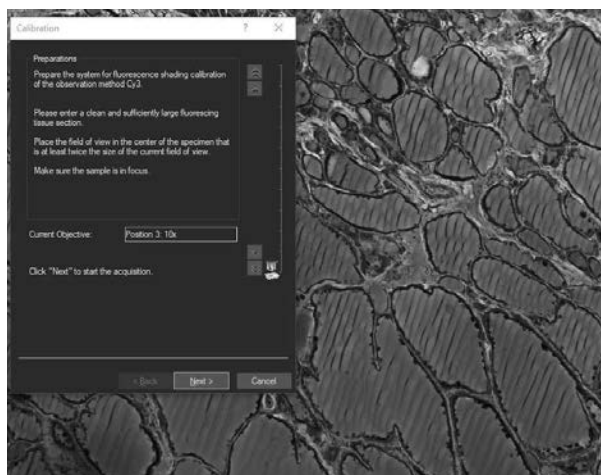 Calibration
?
Preparations
Prepare the system for fluorescence shading calibration
of the observation method Cy3.
Please enter a clean and sufficiently large fluorescing
tissue section.
Place the field of view in the center of the specimen that
is at least twice the size of the current field of view.
Make sure the sample is in focus.
Current Objective: Position 3: 10x
Click "Next" to start the acquisition.
< Back Next > Cancel